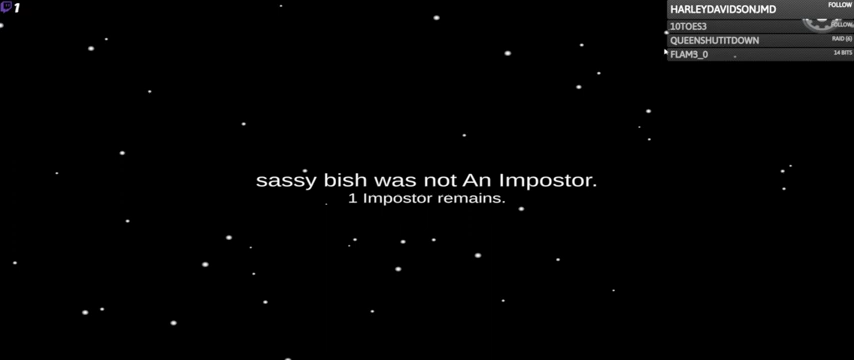 1
HARLEYDAVIDSONJMD FOLLOW
10TOES3 FOLLOW
QUEENSHUTITDOWN RAID (6)
FLAM3_0 14 BITS
sassy bish was not An Impostor.
1 Impostor remains.